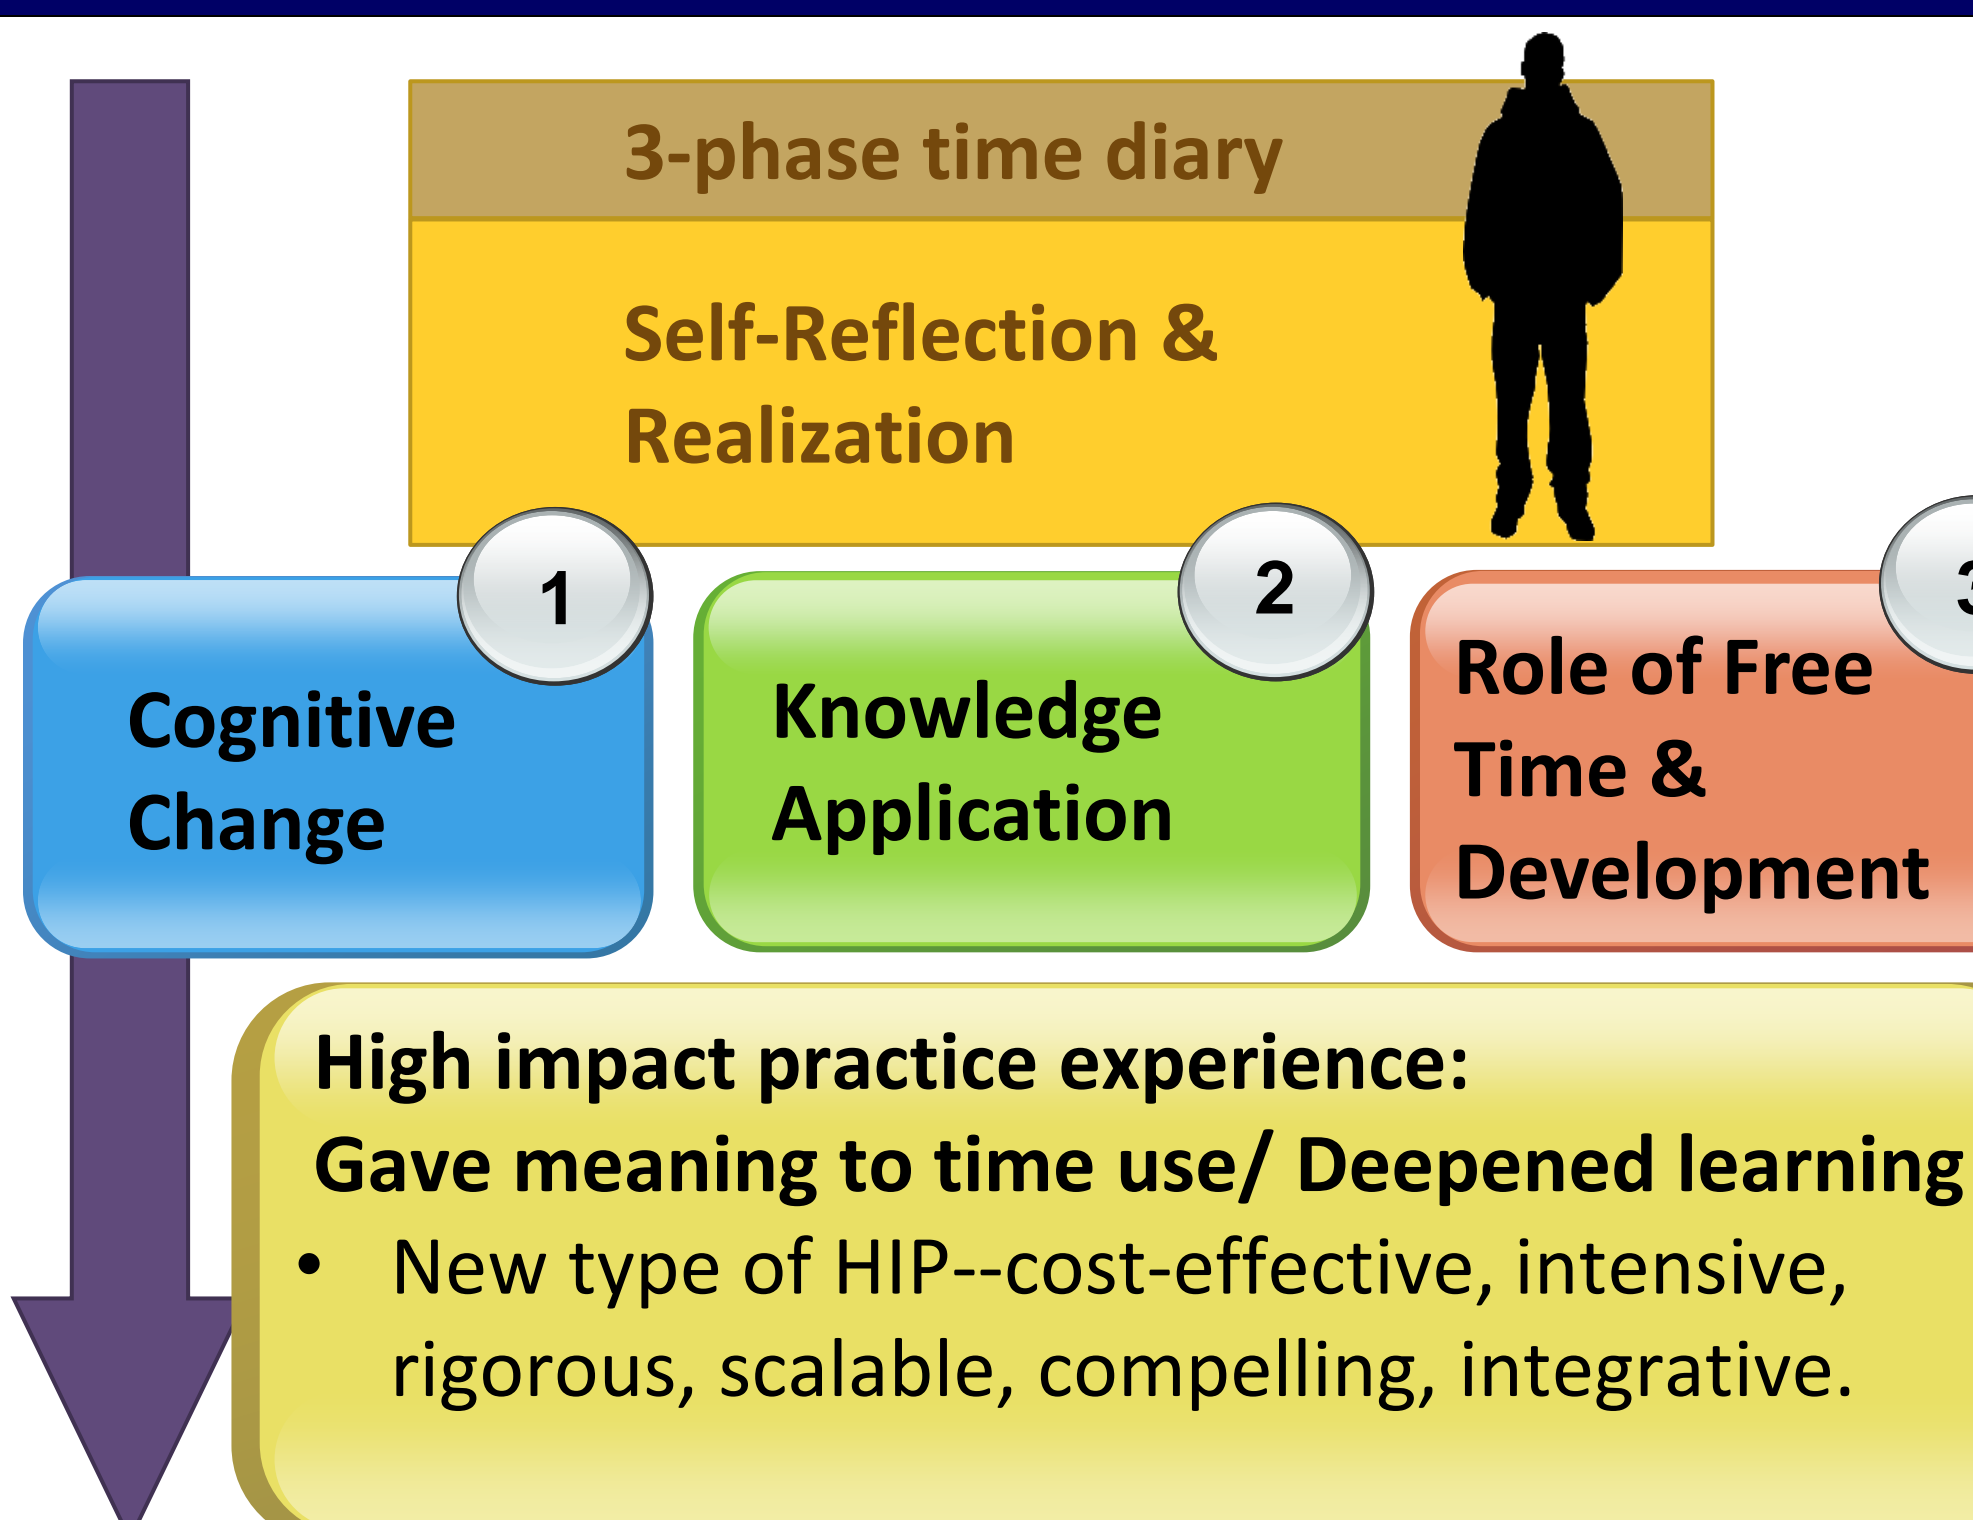 3-phase time diary
Self-Reflection &
Realization
1
Cognitive
Change
2
Knowledge
Application
3
Role of Free
Time &
Development
High impact practice experience:
Gave meaning to time use/ Deepened learning
• New type of HIP--cost-effective, intensive,
rigorous, scalable, compelling, integrative.